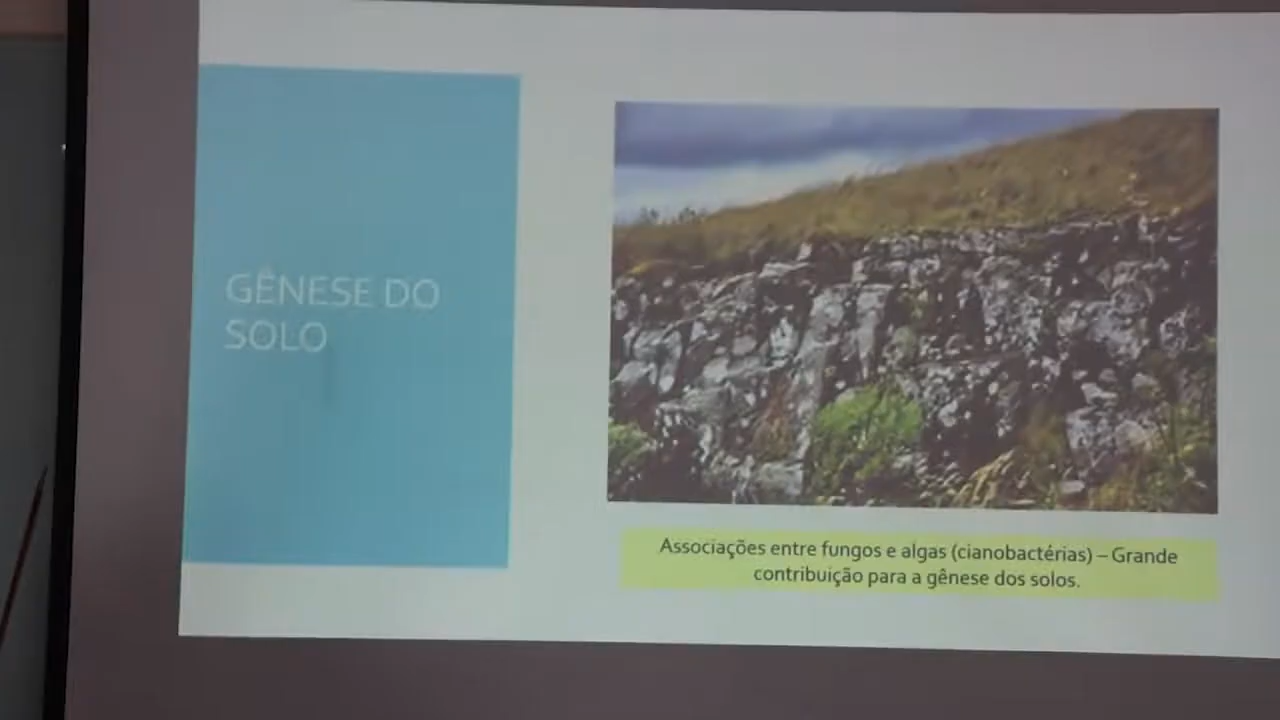 GÊNESE DO
SOLO
Associações entre fungos e algas (cianobactérias) – Grande
contribuição para a gênese dos solos.